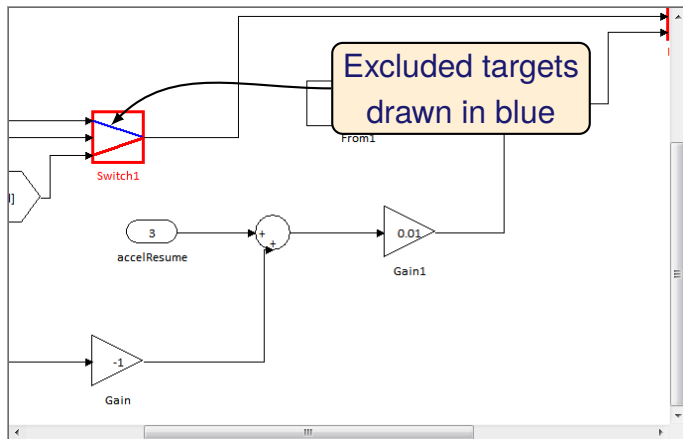 Excluded targets
drawn in blue
From1
Switch1
]
3
+
+
0.01
accelResume
Gain1
-1
Gain